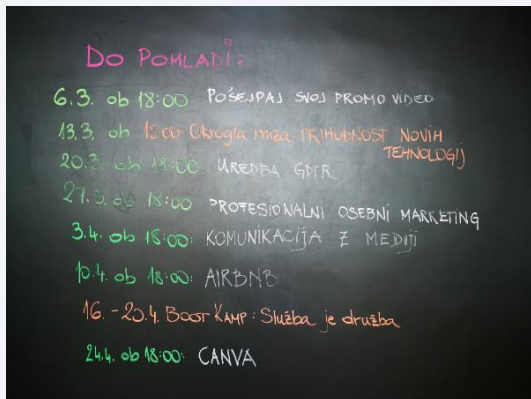 DO POMLADI:
6.3. ob 18:00 POŠEJPAJ SVOJ PROMO VIDEO
13.3. ob 12:00 Okrogla miza PRIHODNOST NOVIH
TEHNOLOGIJ
20.3 ob 18:00 UREDBA
27.3. ob 18:00 PROFESIONALNI OSEBNI MARKETING
3.4. ob 18:00: KOMUNIKACIJA Z MEDIJI
10.4. ob 18:00: AIRBNB
16. - 20.4. BOOT KAMP: Služba je družba
24.4. ob 18:00: CANVA